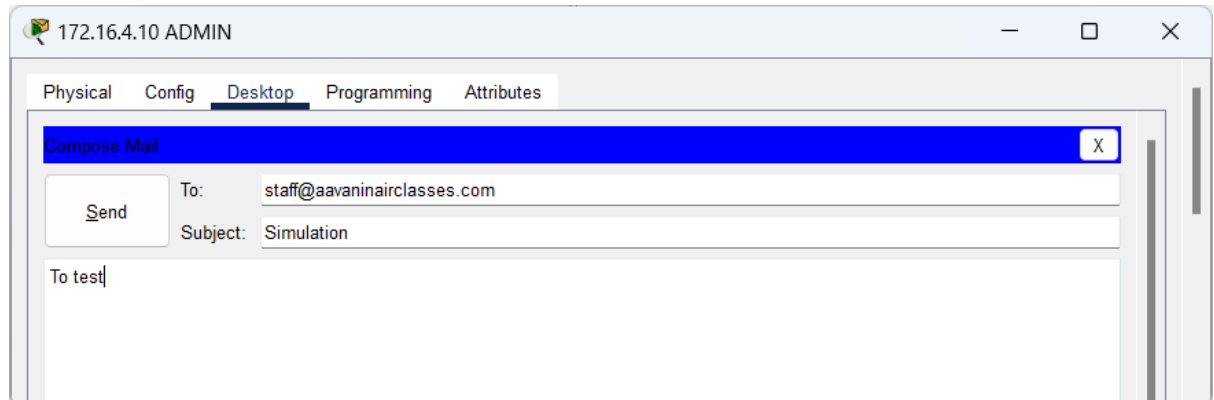 172.16.4.10 ADMIN
Physical Config Desktop Programming Attributes
Compose Mail X
Send
To: staff@aavaninairclasses.com
Subject: Simulation
To test